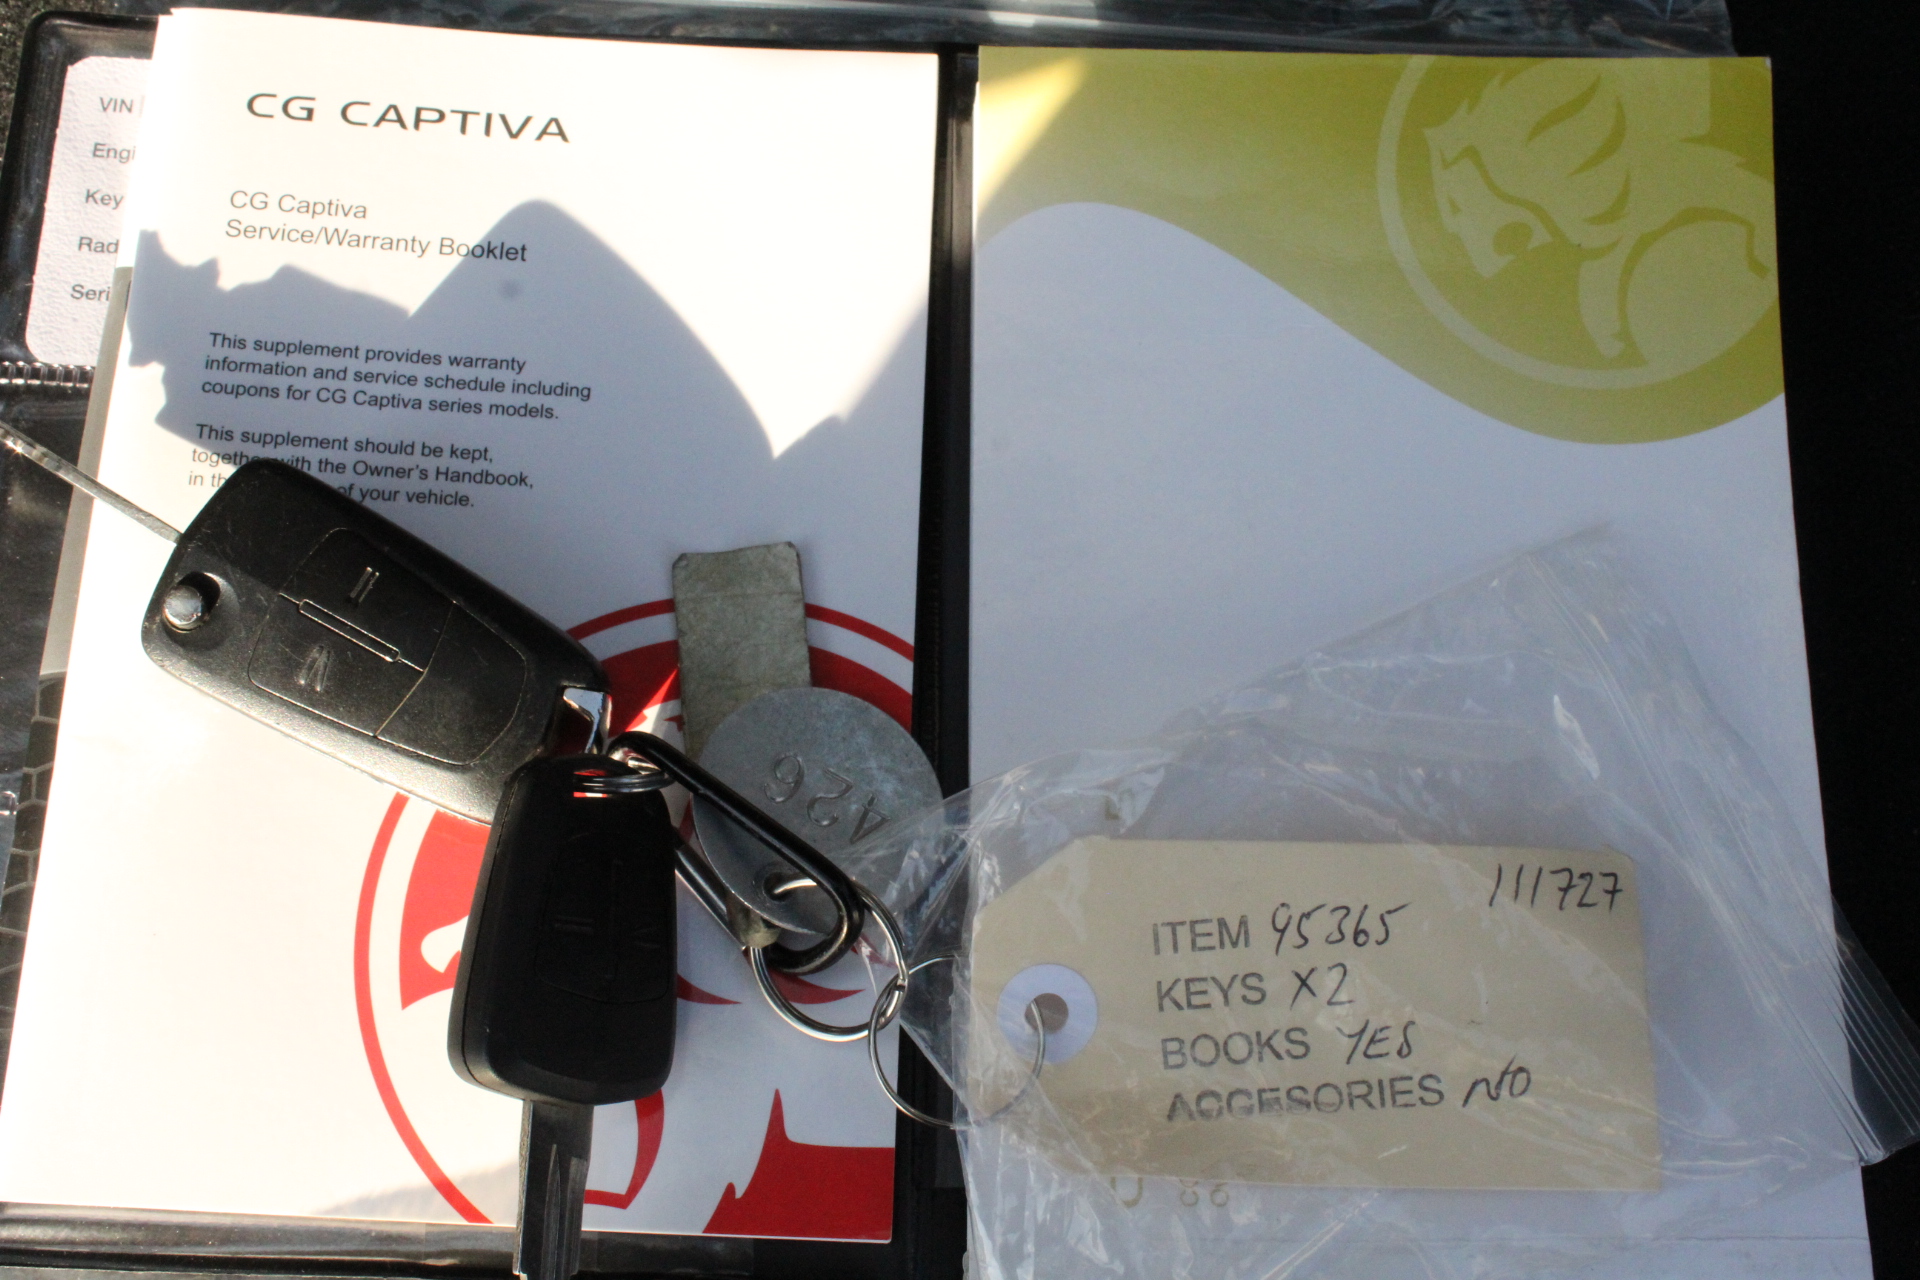 VIN
Engi
Key
Rad
Seri
CG CAPTIVA
CG Captiva
Service/Warranty Booklet
This supplement provides warranty
information and service schedule including
coupons for CG Captiva series models.
This supplement should be kept,
together with the Owner's Handbook,
in th of your vehicle.
426
111727
ITEM 95365
KEYS X2
BOOKS YES
ACCESORIES NO